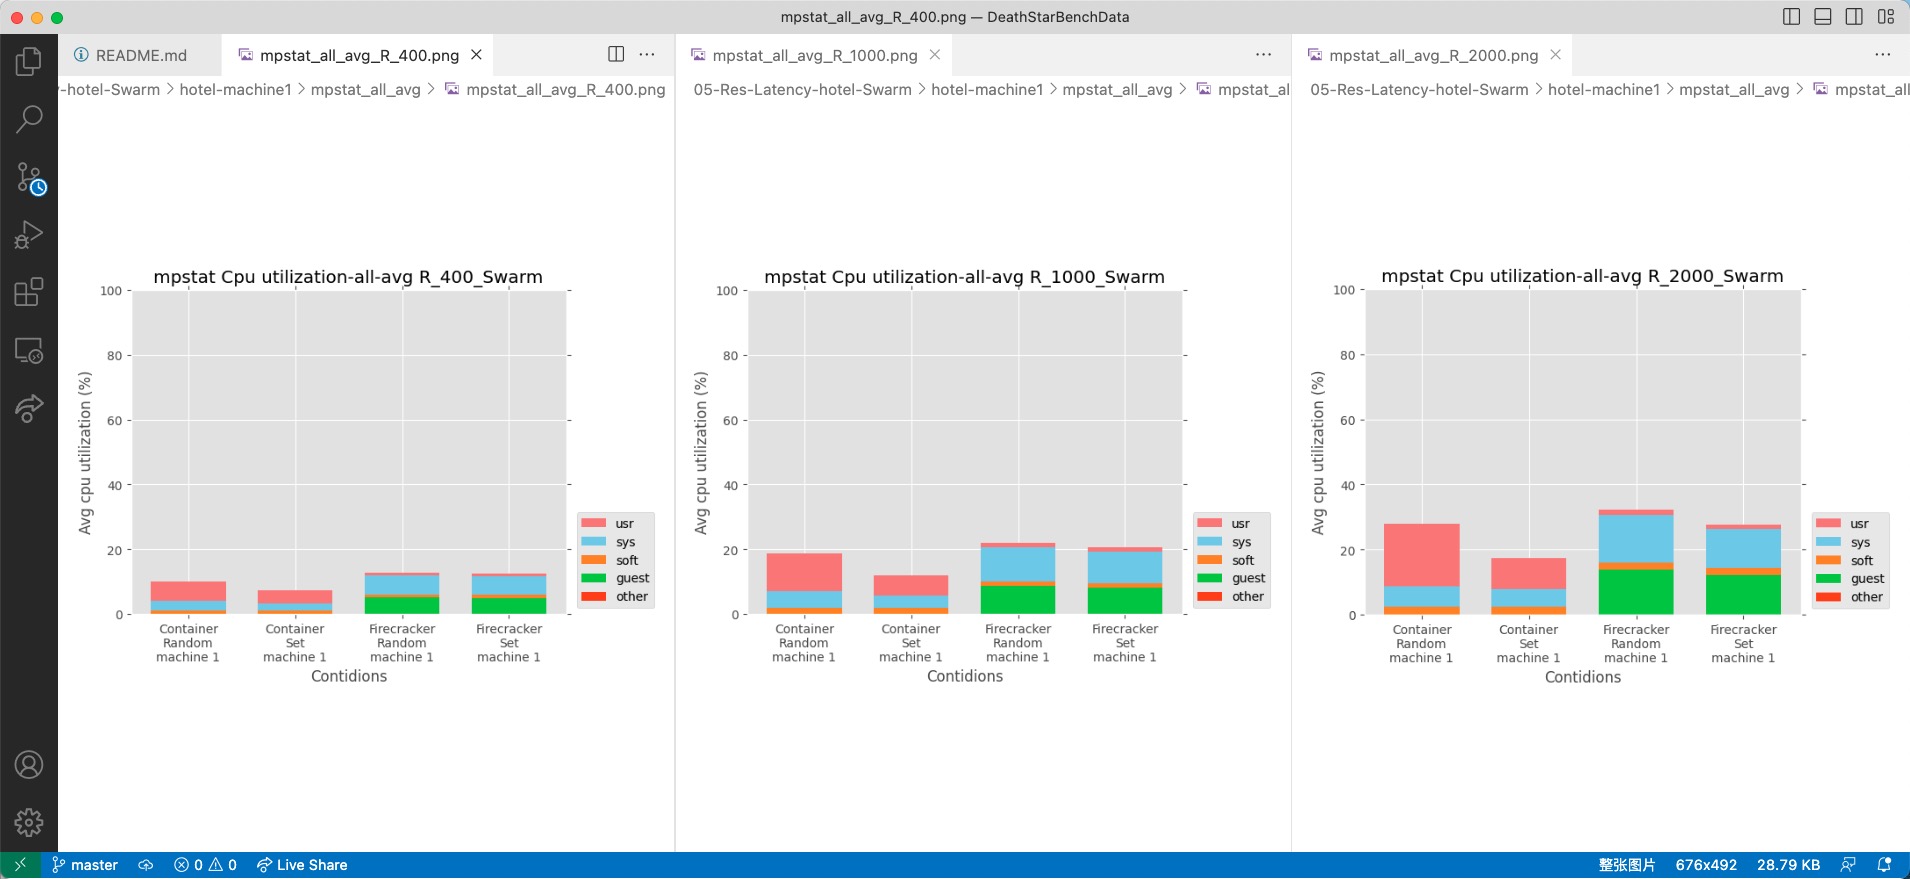 mpstat_all_avg_R_400.png — DeathStarBenchData
README.md
mpstat_all_avg_R_400.png
mpstat_all_avg_R_1000.png
mpstat_all_avg_R_2000.png
-hotel-Swarm > hotel-machine1 > mpstat_all_avg > mpstat_all_avg_R_400.png
05-Res-Latency-hotel-Swarm > hotel-machine1 > mpstat_all_avg > mpstat_al
05-Res-Latency-hotel-Swarm > hotel-machine1 > mpstat_all_avg > mpstat_all
mpstat Cpu utilization-all-avg R_400_Swarm
100
80
60
40
20
0
Avg cpu utilization (%)
usr
sys
soft
guest
other
Container
Random
machine 1
Container
Set
machine 1
Firecracker
Random
machine 1
Firecracker
Set
machine 1
Contidions
mpstat Cpu utilization-all-avg R_1000_Swarm
100
80
60
40
20
0
Avg cpu utilization (%)
usr
sys
soft
guest
other
Container
Random
machine 1
Container
Set
machine 1
Firecracker
Random
machine 1
Firecracker
Set
machine 1
Contidions
mpstat Cpu utilization-all-avg R_2000_Swarm
100
80
60
40
20
0
Avg cpu utilization (%)
usr
sys
soft
guest
other
Container
Random
machine 1
Container
Set
machine 1
Firecracker
Random
machine 1
Firecracker
Set
machine 1
Contidions
master
0
0
Live Share
整张图片
676x492
28.79 KB